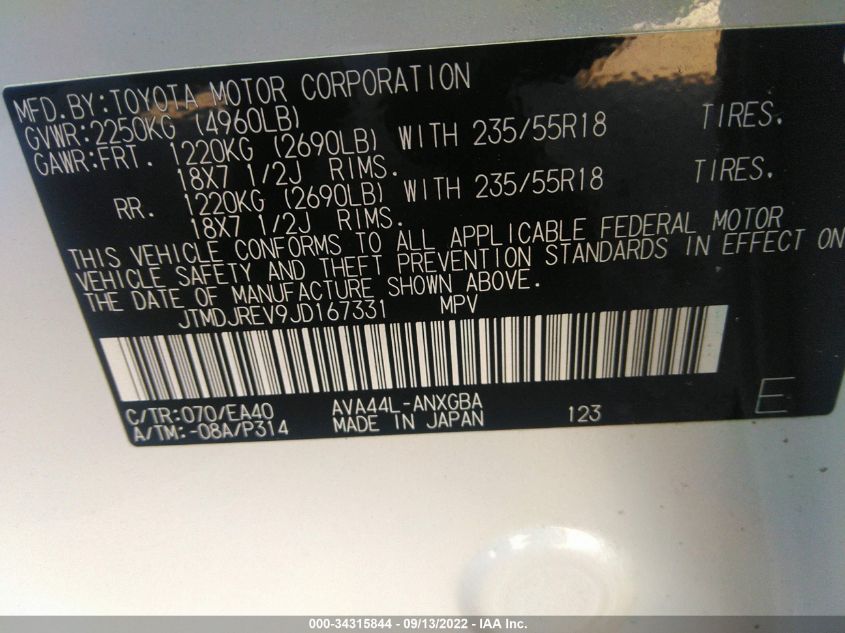 MFD.BY:TOYOTA MOTOR CORPORATION
GVWR:2250KG (4960LB)
GAWR:FRT. 1220KG (2690LB) WITH 235/55R18 TIRES.
18X7 1/2J RIMS.
RR. 1220KG (2690LB) WITH 235/55R18 TIRES.
18X7 1/2J RIMS.
THIS VEHICLE CONFORMS TO ALL APPLICABLE FEDERAL MOTOR
VEHICLE SAFETY AND THEFT PREVENTION STANDARDS IN EFFECT ON
THE DATE OF MANUFACTURE SHOWN ABOVE.
JTMDJREV9JD167331 MPV
C/TR:070/EA40 AVA44L-ANXGBA
A/TM:-08A/P314 MADE IN JAPAN 123 E
000-34315844 - 09/13/2022 - IAA Inc.